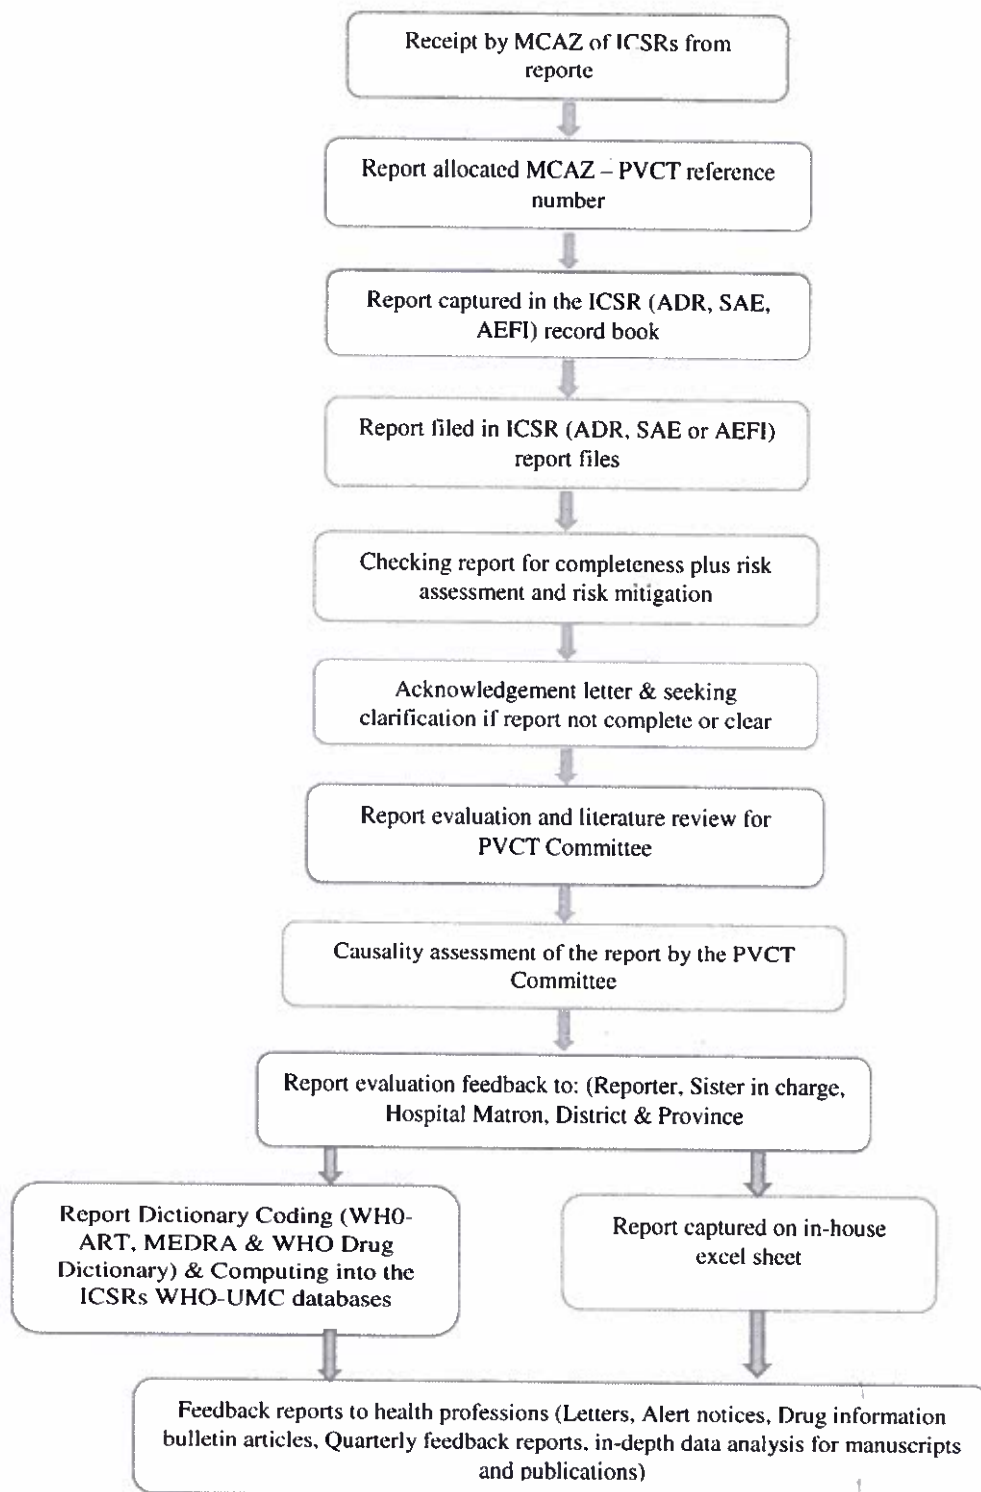 Receipt by MCAZ of ICSRs from
reporte
Report allocated MCAZ – PVCT reference
number
Report captured in the ICSR (ADR, SAE,
AEFI) record book
Report filed in ICSR (ADR, SAE or AEFI)
report files
Checking report for completeness plus risk
assessment and risk mitigation
Acknowledgement letter & seeking
clarification if report not complete or clear
Report evaluation and literature review for
PVCT Committee
Causality assessment of the report by the PVCT
Committee
Report evaluation feedback to: (Reporter, Sister in charge,
Hospital Matron, District & Province
Report Dictionary Coding (WH0-
ART, MEDRA & WHO Drug
Dictionary) & Computing into the
ICSRs WHO-UMC databases
Report captured on in-house
excel sheet
Feedback reports to health professions (Letters, Alert notices, Drug information
bulletin articles, Quarterly feedback reports, in-depth data analysis for manuscripts
and publications)